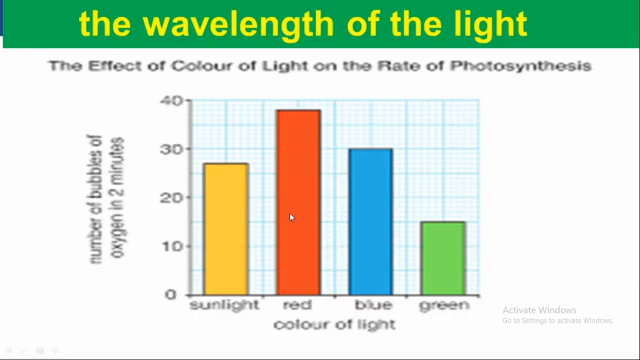 the wavelength of the light
The Effect of Colour of Light on the Rate of Photosynthesis
40
30
20
10
0
number of bubbles of
oxygen in 2 minutes
sunlight red blue green
colour of light
Activate Windows
Go to Settings to activate Windows.